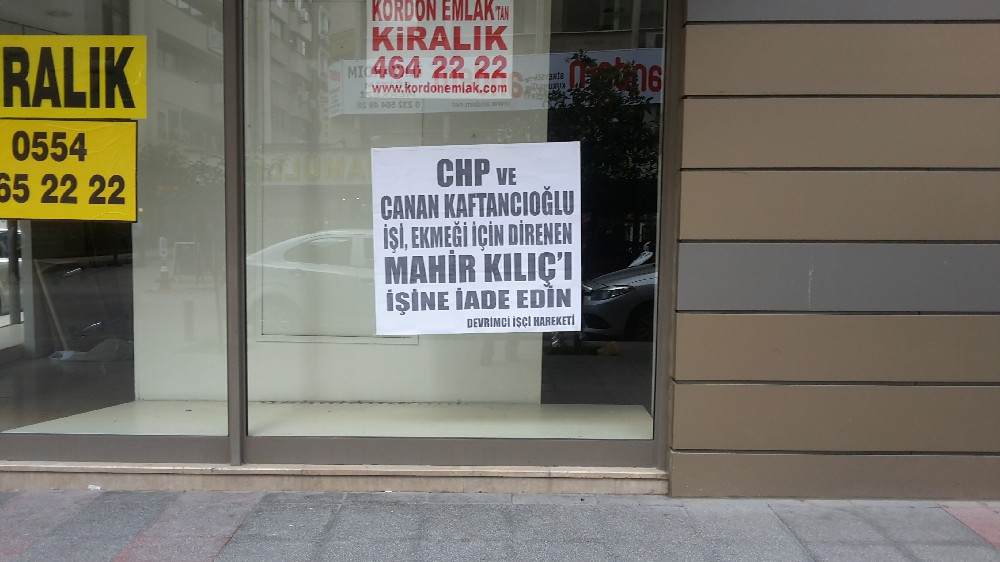 KORDON EMLAK'TAN
KİRALIK
464 22 22
www.kordonemlak.com
IRALIK
0554
65 22 22
CHP VE
CANAN KAFTANCIOĞLU
İŞİ, EKMEĞİ İÇİN DİRENEN
MAHİR KILIÇ'I
İŞİNE İADE EDİN
DEVRİMCİ İŞÇİ HAREKETİ